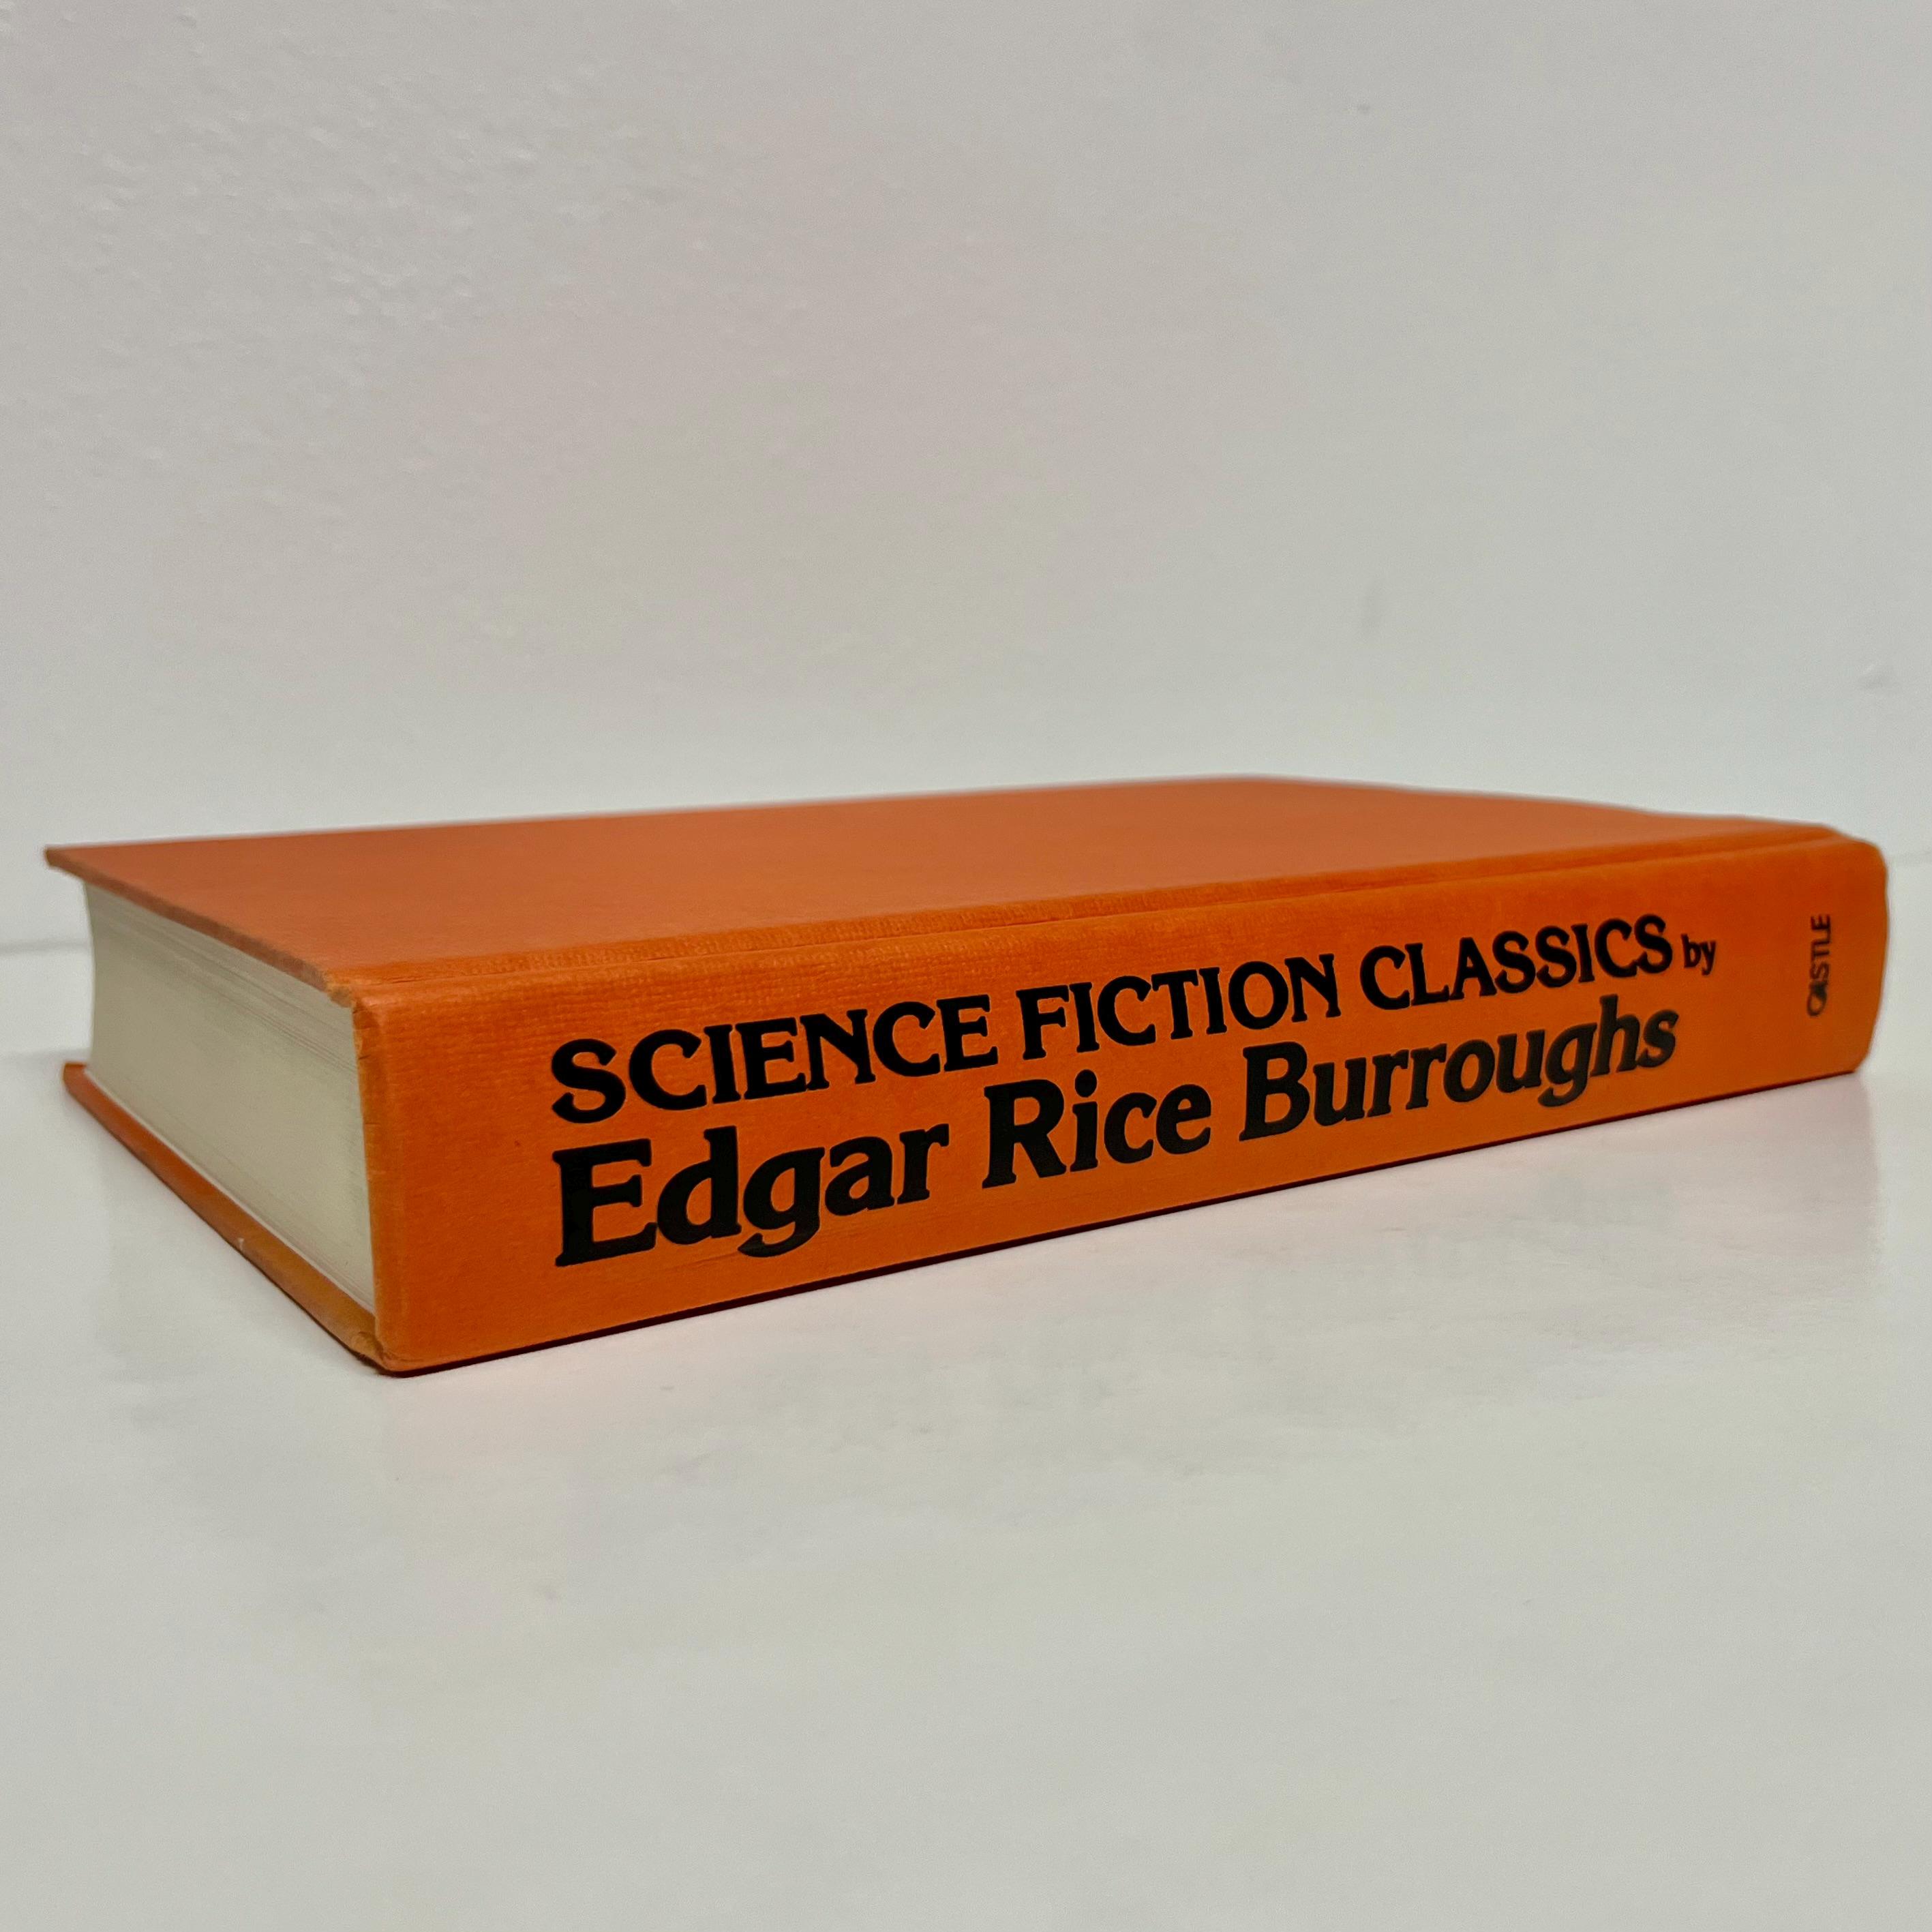 SCIENCE FICTION CLASSICS by
Edgar Rice Burroughs
CASTLE